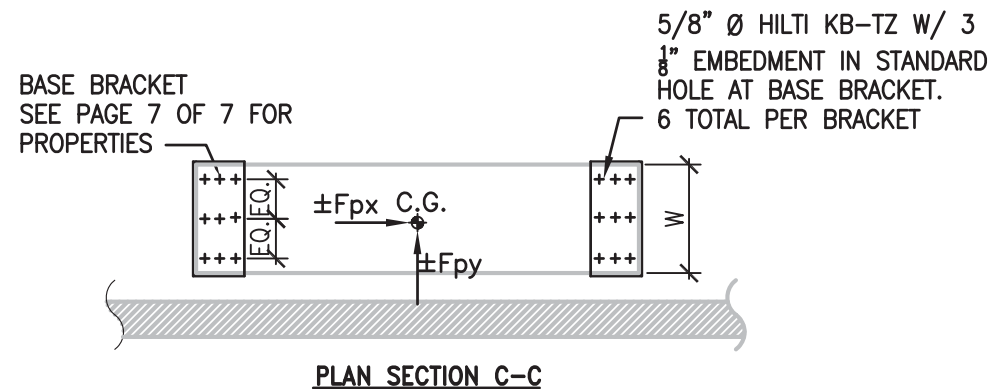 5/8" Ø HILTI KB-TZ W/ 3
1/8" EMBEDMENT IN STANDARD
HOLE AT BASE BRACKET.
6 TOTAL PER BRACKET
BASE BRACKET
SEE PAGE 7 OF 7 FOR
PROPERTIES
EQ.
EQ.
±Fpx
C.G.
±Fpy
W
PLAN SECTION C-C